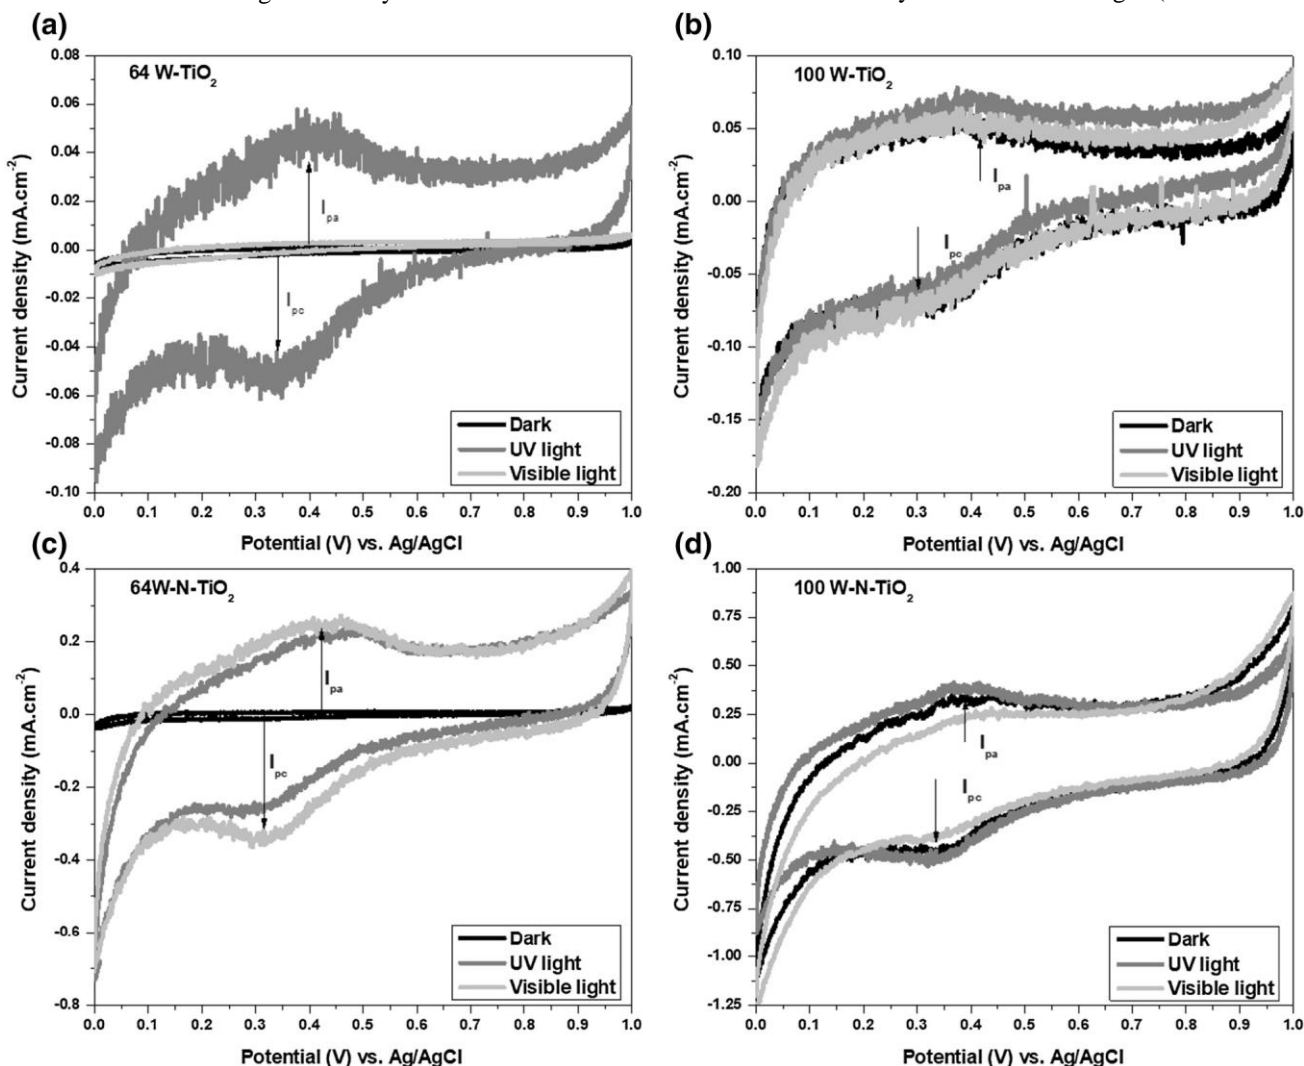 (a)
64 W-TiO2
0.08
0.06
0.04
0.02
0.00
-0.02
-0.04
-0.06
-0.08
-0.10
Current density (mA.cm-2)
Ipa
Ipc
Dark
UV light
Visible light
0.0 0.1 0.2 0.3 0.4 0.5 0.6 0.7 0.8 0.9 1.0
Potential (V) vs. Ag/AgCl
(b)
100 W-TiO2
0.10
0.05
0.00
-0.05
-0.10
-0.15
-0.20
Current density (mA.cm-2)
Ipa
Ipc
Dark
UV light
Visible light
0.0 0.1 0.2 0.3 0.4 0.5 0.6 0.7 0.8 0.9 1.0
Potential (V) vs. Ag/AgCl
(c)
64W-N-TiO2
0.4
0.2
0.0
-0.2
-0.4
-0.6
-0.8
Current density (mA.cm-2)
Ipa
Ipc
Dark
UV light
Visible light
0.0 0.1 0.2 0.3 0.4 0.5 0.6 0.7 0.8 0.9 1.0
Potential (V) vs. Ag/AgCl
(d)
100 W-N-TiO2
1.00
0.75
0.50
0.25
0.00
-0.25
-0.50
-0.75
-1.00
-1.25
Current density (mA.cm-2)
Ipa
Ipc
Dark
UV light
Visible light
0.0 0.1 0.2 0.3 0.4 0.5 0.6 0.7 0.8 0.9 1.0
Potential (V) vs. Ag/AgCl